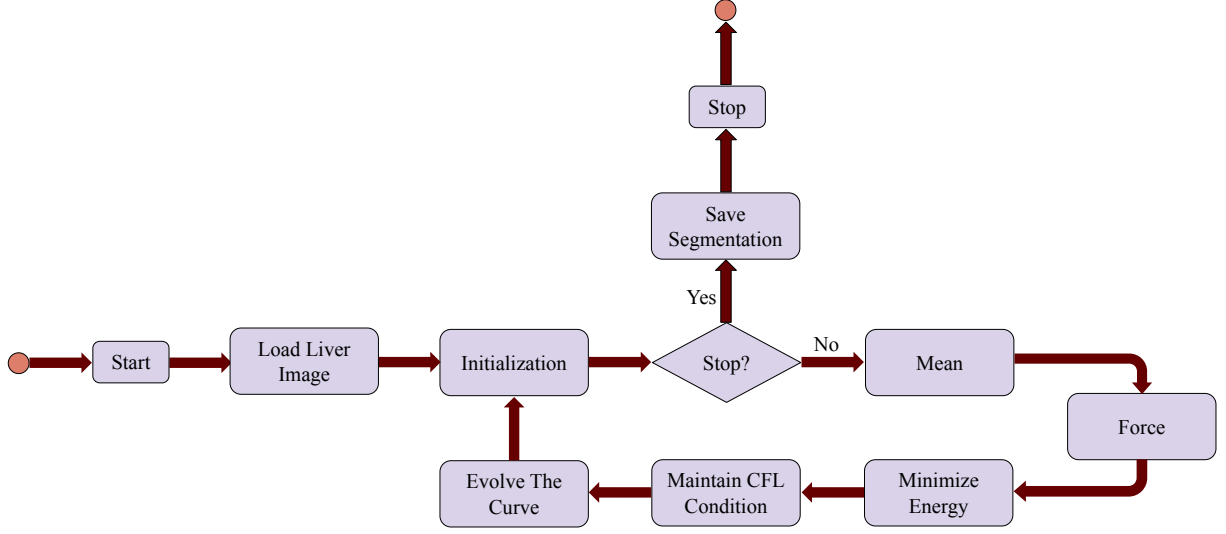 Stop
Save
Segmentation
Yes
Start
Load Liver
Image
Initialization
Stop?
No
Mean
Force
Evolve The
Curve
Maintain CFL
Condition
Minimize
Energy